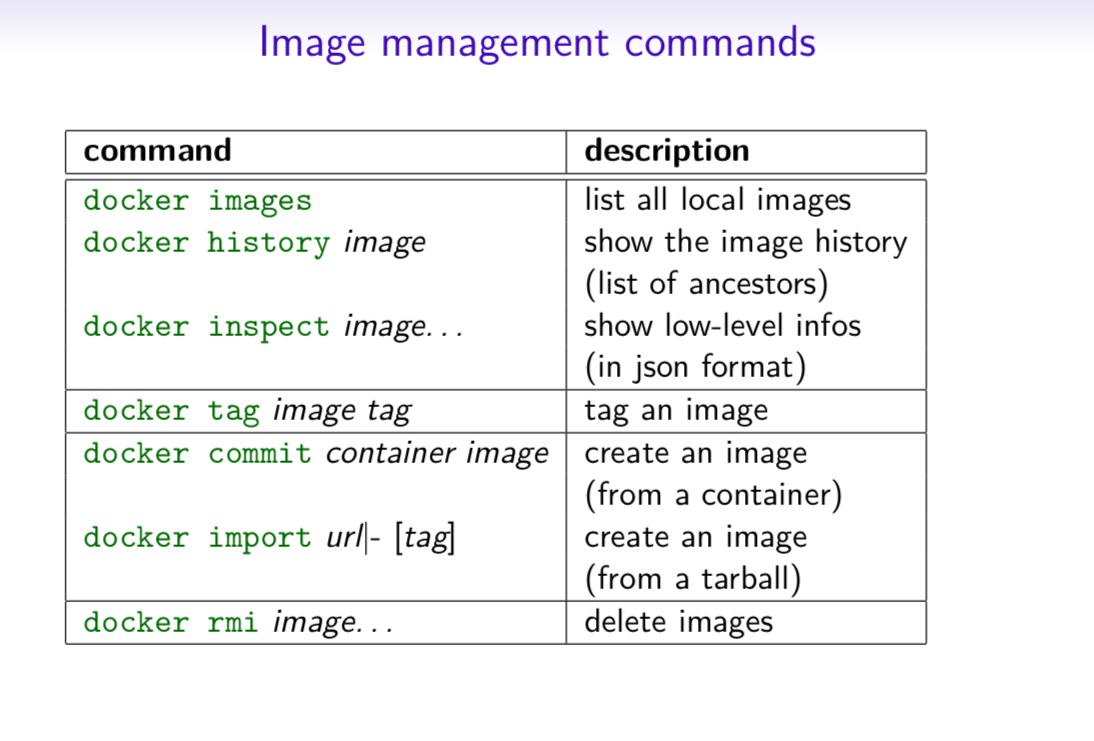 Image management commands
command description
docker images list all local images
docker history image show the image history
(list of ancestors)
docker inspect image... show low-level infos
(in json format)
docker tag image tag tag an image
docker commit container image create an image
(from a container)
docker import url|- [tag] create an image
(from a tarball)
docker rmi image... delete images